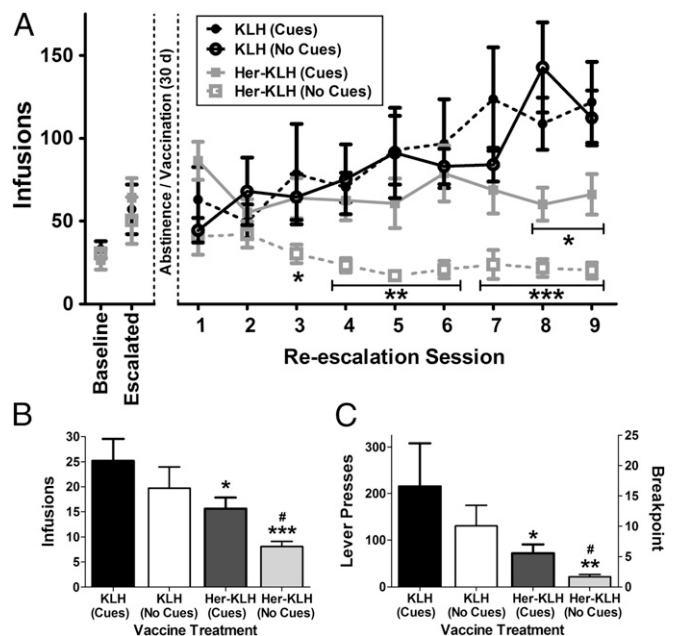 A
KLH (Cues)
KLH (No Cues)
Her-KLH (Cues)
Her-KLH (No Cues)
150
100
50
0
Infusions
Abstinence / Vaccination (30 d)
*
**
***
*
Baseline
Escalated
1 2 3 4 5 6 7 8 9
Re-escalation Session
B
30
25
20
15
10
5
0
Infusions
*
#
***
KLH (Cues)
KLH (No Cues)
Her-KLH (Cues)
Her-KLH (No Cues)
Vaccine Treatment
C
300
200
100
0
Lever Presses
25
20
15
10
5
0
Breakpoint
*
#
**
KLH (Cues)
KLH (No Cues)
Her-KLH (Cues)
Her-KLH (No Cues)
Vaccine Treatment